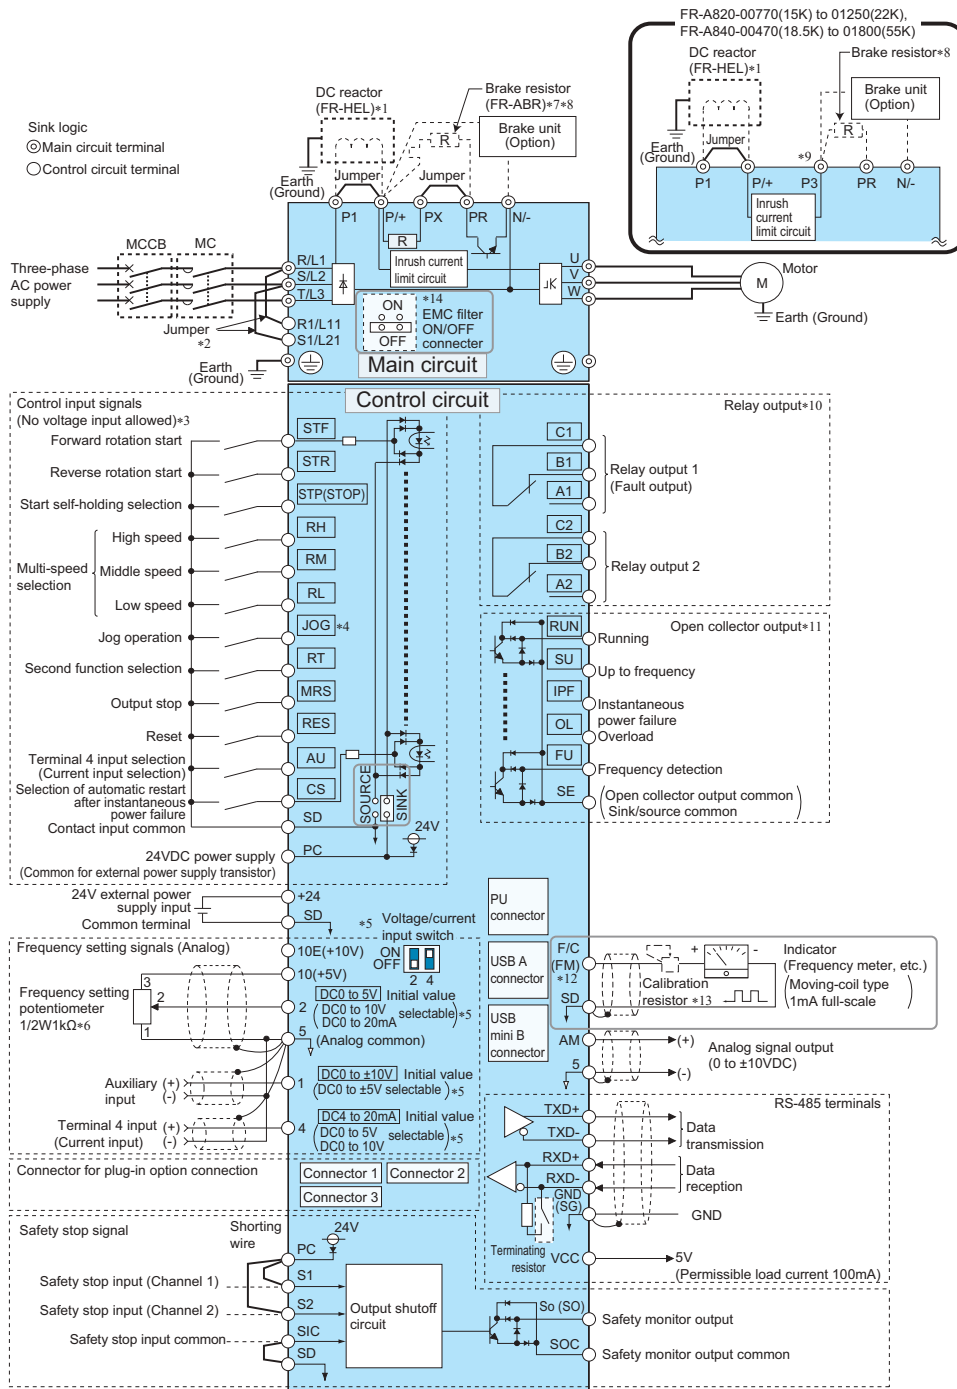 FR-A820-00770(15K) to 01250(22K),
FR-A840-00470(18.5K) to 01800(55K)
DC reactor
(FR-HEL)*1
Brake resistor*8
Brake unit
(Option)
R
Earth
(Ground)
Jumper
*9
P1
P/+
P3
PR
N/-
Inrush
current
limit circuit
Sink logic
Main circuit terminal
Control circuit terminal
DC reactor
(FR-HEL)*1
Brake resistor
(FR-ABR)*7*8
Brake unit
(Option)
R
Earth
(Ground)
Jumper
Jumper
P1
P/+
PX
PR
N/-
R
Inrush current
limit circuit
MCCB
MC
Three-phase
AC power
supply
R/L1
S/L2
T/L3
R1/L11
S1/L21
Jumper
*2
Earth
(Ground)
ON
OFF
*14
EMC filter
ON/OFF
connecter
U
V
W
Motor
M
Earth (Ground)
Main circuit
Control circuit
Control input signals
(No voltage input allowed)*3
Forward rotation start
STF
Reverse rotation start
STR
Start self-holding selection
STP(STOP)
Multi-speed
selection
High speed
RH
Middle speed
RM
Low speed
RL
Jog operation
JOG *4
Second function selection
RT
Output stop
MRS
Reset
RES
Terminal 4 input selection
(Current input selection)
AU
Selection of automatic restart
after instantaneous
power failure
CS
Contact input common
SD
SOURCE
SINK
24V
24VDC power supply
(Common for external power supply transistor)
PC
Relay output*10
C1
B1
A1
Relay output 1
(Fault output)
C2
B2
A2
Relay output 2
Open collector output*11
RUN
Running
SU
Up to frequency
IPF
Instantaneous
power failure
OL
Overload
FU
Frequency detection
SE
(Open collector output common
Sink/source common)
24V external power
supply input
+24
Common terminal
SD
Frequency setting signals (Analog)
*5 Voltage/current
input switch
ON
OFF
2 4
10E(+10V)
10(+5V)
Frequency setting
potentiometer
1/2W1kΩ*6
3
2
1
2
DC0 to 5V Initial value
(DC0 to 10V
DC0 to 20mA selectable)*5
5
(Analog common)
Auxiliary
input
(+)
(-)
1
DC0 to ±10V Initial value
(DC0 to ±5V selectable)*5
Terminal 4 input
(Current input)
(+)
(-)
4
DC4 to 20mA Initial value
(DC0 to 5V
DC0 to 10V selectable)*5
PU
connector
USB A
connector
USB
mini B
connector
F/C
(FM)
*12
SD
+
-
Calibration
resistor *13
Indicator
(Frequency meter, etc.)
(Moving-coil type
1mA full-scale)
AM
(+)
5
(-)
Analog signal output
(0 to ±10VDC)
RS-485 terminals
TXD+
TXD-
Data
transmission
RXD+
RXD-
Data
reception
GND
(SG)
GND
Terminating
resistor
VCC
5V
(Permissible load current 100mA)
Connector for plug-in option connection
Connector 1
Connector 2
Connector 3
Safety stop signal
Shorting
wire
24V
PC
Safety stop input (Channel 1)
S1
Safety stop input (Channel 2)
S2
Safety stop input common
SIC
SD
Output shutoff
circuit
So (SO)
Safety monitor output
SOC
Safety monitor output common